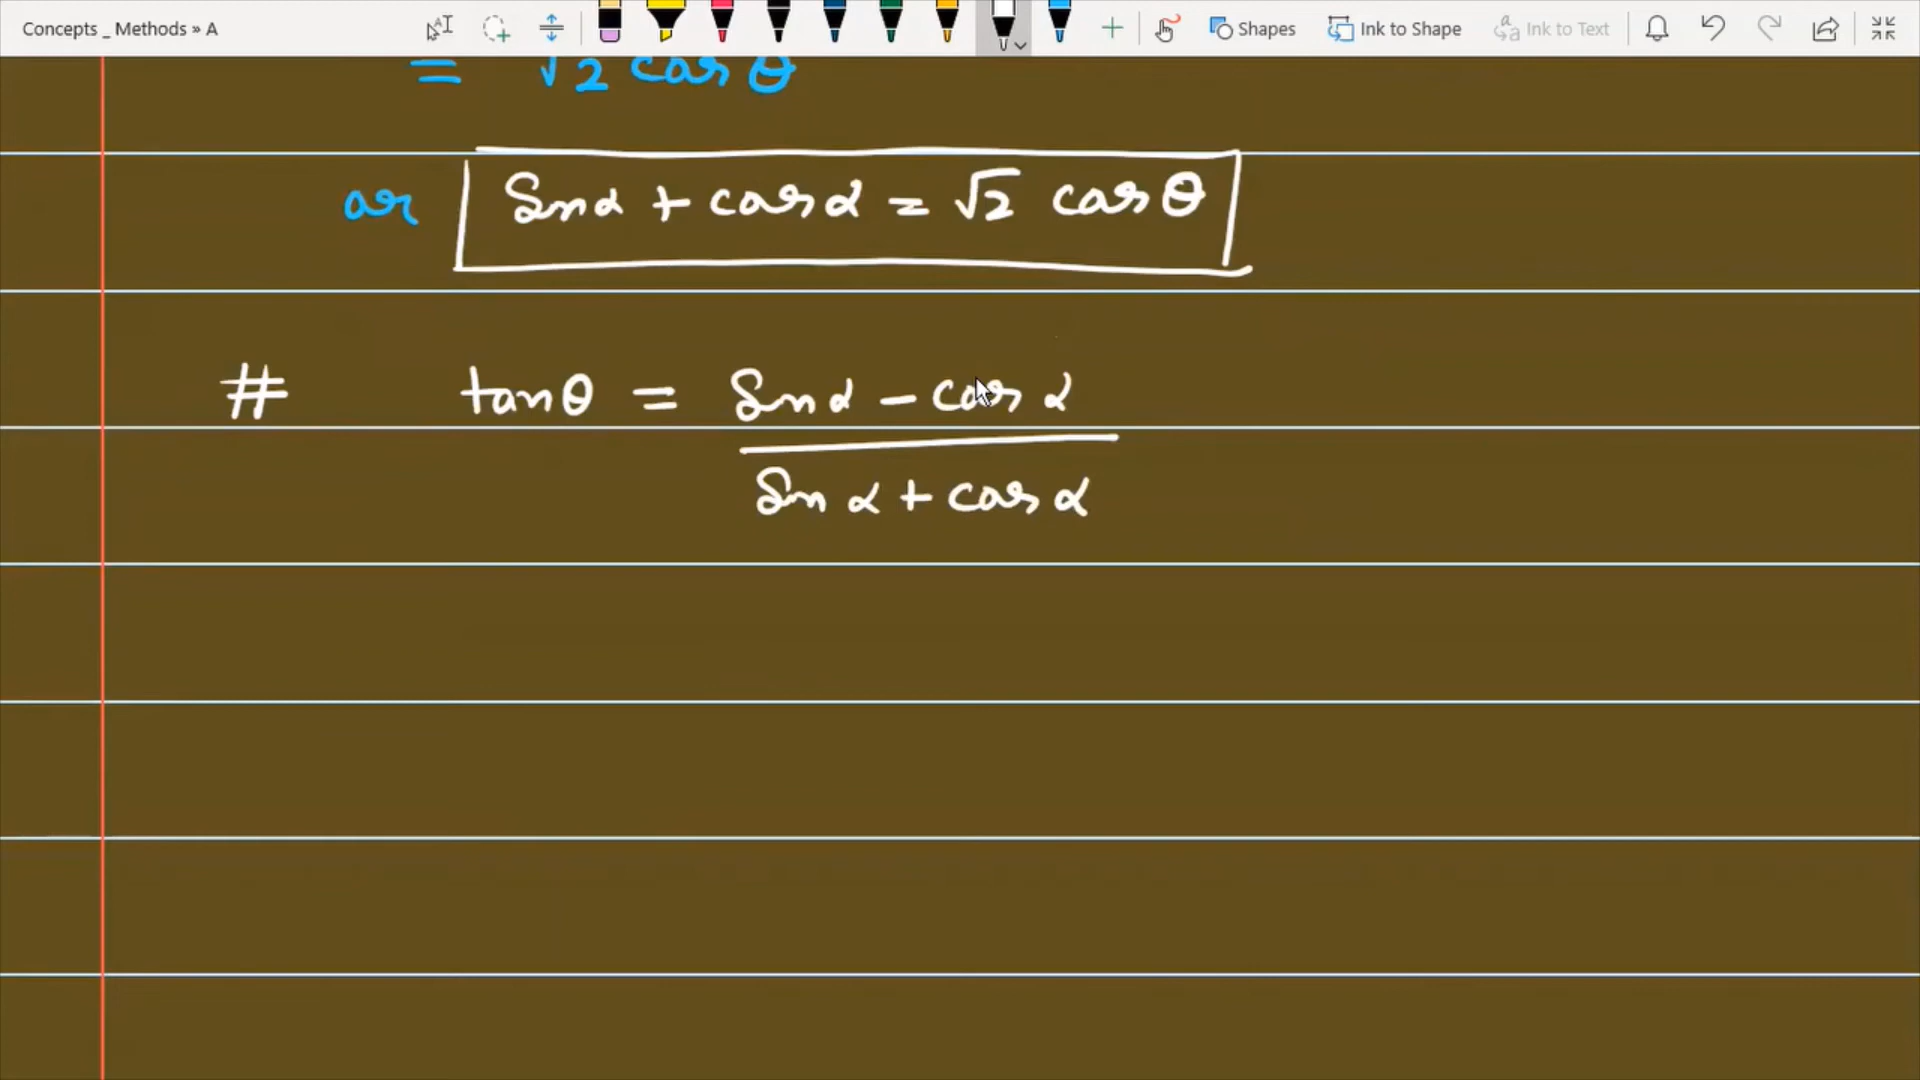 Concepts _ Methods » A
Shapes
Ink to Shape
Ink to Text
= √2 cos θ
or Sin α + cos α = √2 cos θ
# tan θ = Sin α − cos α
Sin α + cos α